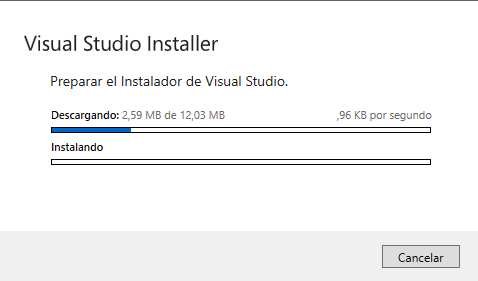 Visual Studio Installer
Preparar el Instalador de Visual Studio.
Descargando: 2,59 MB de 12,03 MB ,96 KB por segundo
Instalando
Cancelar